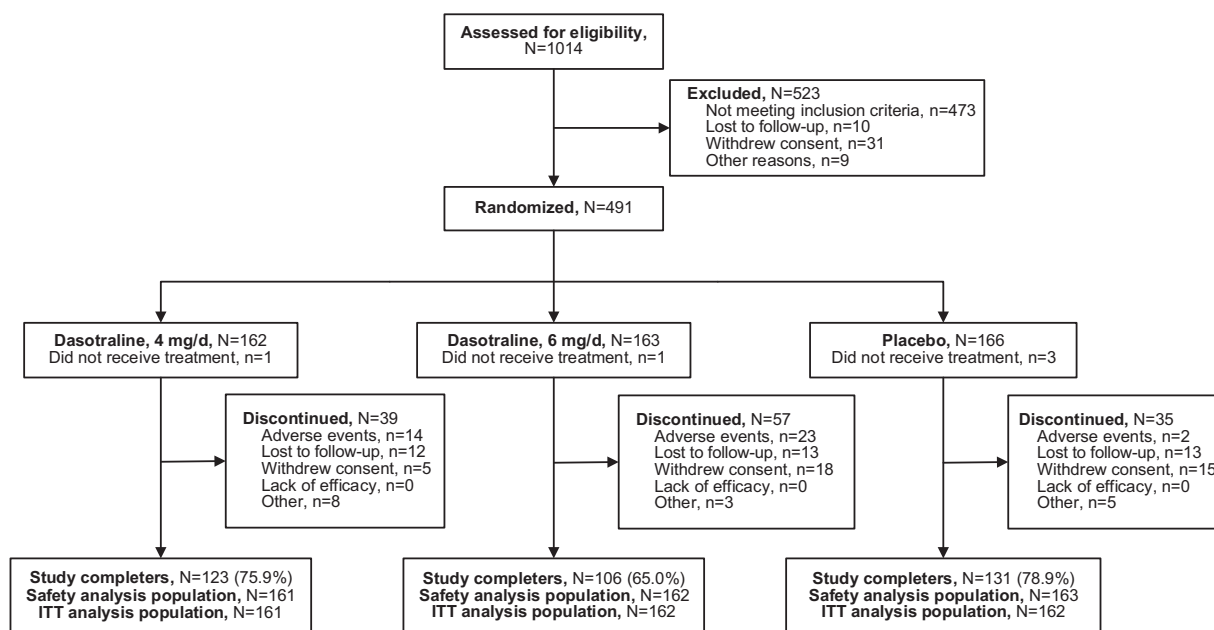 Assessed for eligibility,
N=1014
Excluded, N=523
Not meeting inclusion criteria, n=473
Lost to follow-up, n=10
Withdrew consent, n=31
Other reasons, n=9
Randomized, N=491
Dasotraline, 4 mg/d, N=162
Did not receive treatment, n=1
Dasotraline, 6 mg/d, N=163
Did not receive treatment, n=1
Placebo, N=166
Did not receive treatment, n=3
Discontinued, N=39
Adverse events, n=14
Lost to follow-up, n=12
Withdrew consent, n=5
Lack of efficacy, n=0
Other, n=8
Discontinued, N=57
Adverse events, n=23
Lost to follow-up, n=13
Withdrew consent, n=18
Lack of efficacy, n=0
Other, n=3
Discontinued, N=35
Adverse events, n=2
Lost to follow-up, n=13
Withdrew consent, n=15
Lack of efficacy, n=0
Other, n=5
Study completers, N=123 (75.9%)
Safety analysis population, N=161
ITT analysis population, N=161
Study completers, N=106 (65.0%)
Safety analysis population, N=162
ITT analysis population, N=162
Study completers, N=131 (78.9%)
Safety analysis population, N=163
ITT analysis population, N=162